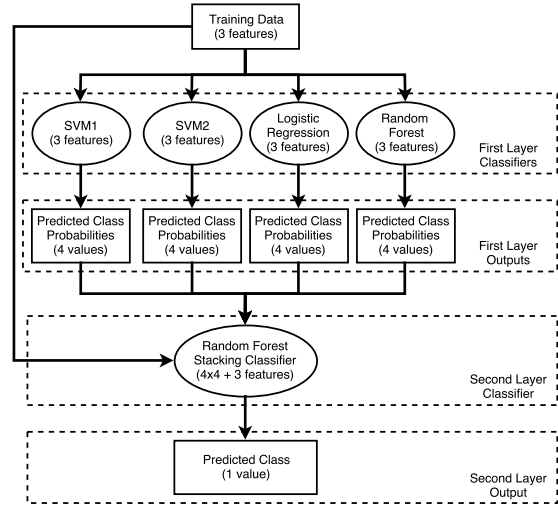 Training Data
(3 features)
SVM1
(3 features)
SVM2
(3 features)
Logistic
Regression
(3 features)
Random
Forest
(3 features)
First Layer
Classifiers
Predicted Class
Probabilities
(4 values)
Predicted Class
Probabilities
(4 values)
Predicted Class
Probabilities
(4 values)
Predicted Class
Probabilities
(4 values)
First Layer
Outputs
Random Forest
Stacking Classifier
(4x4 + 3 features)
Second Layer
Classifier
Predicted Class
(1 value)
Second Layer
Output